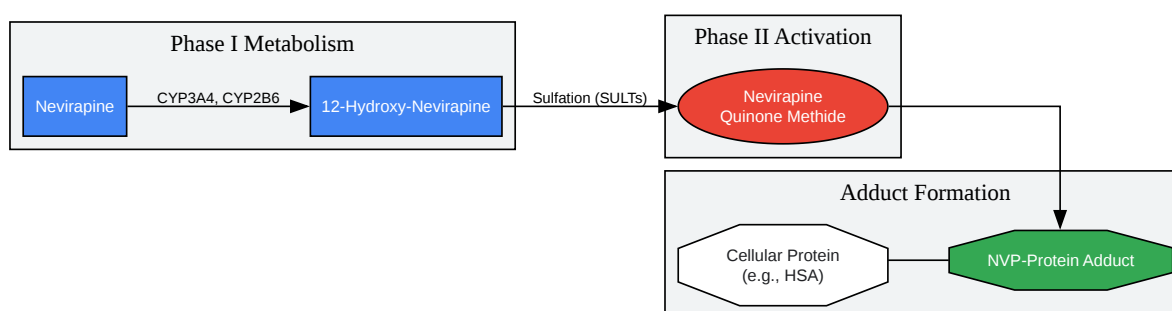 Phase I Metabolism
Nevirapine
CYP3A4, CYP2B6
12-Hydroxy-Nevirapine
Sulfation (SULTs)
Phase II Activation
Nevirapine
Quinone Methide
Adduct Formation
Cellular Protein
(e.g., HSA)
NVP-Protein Adduct